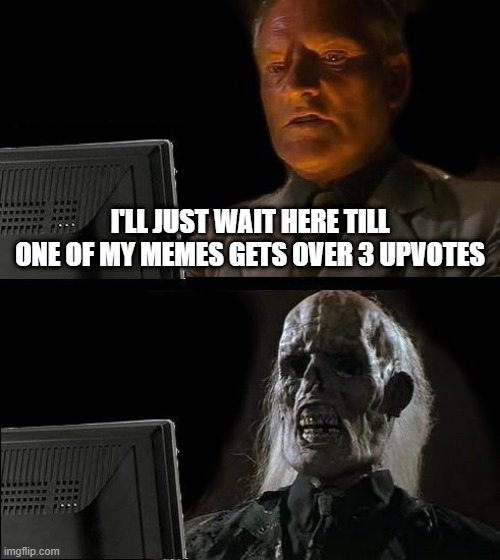 I'LL JUST WAIT HERE TILL
ONE OF MY MEMES GETS OVER 3 UPVOTES
imgflip.com